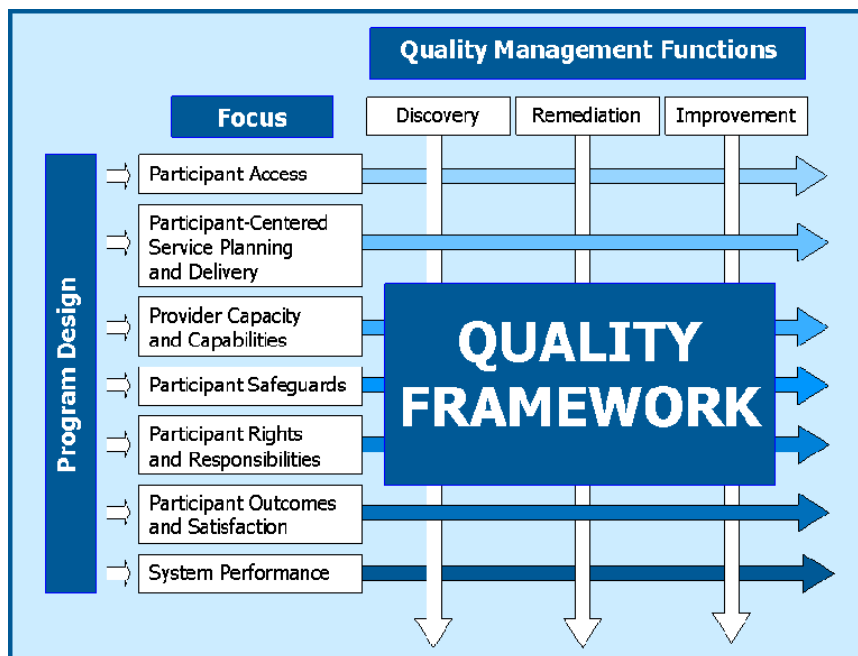 Quality Management Functions
Focus
Discovery
Remediation
Improvement
Program Design
Participant Access
Participant-Centered
Service Planning
and Delivery
Provider Capacity
and Capabilities
Participant Safeguards
Participant Rights
and Responsibilities
Participant Outcomes
and Satisfaction
System Performance
QUALITY
FRAMEWORK